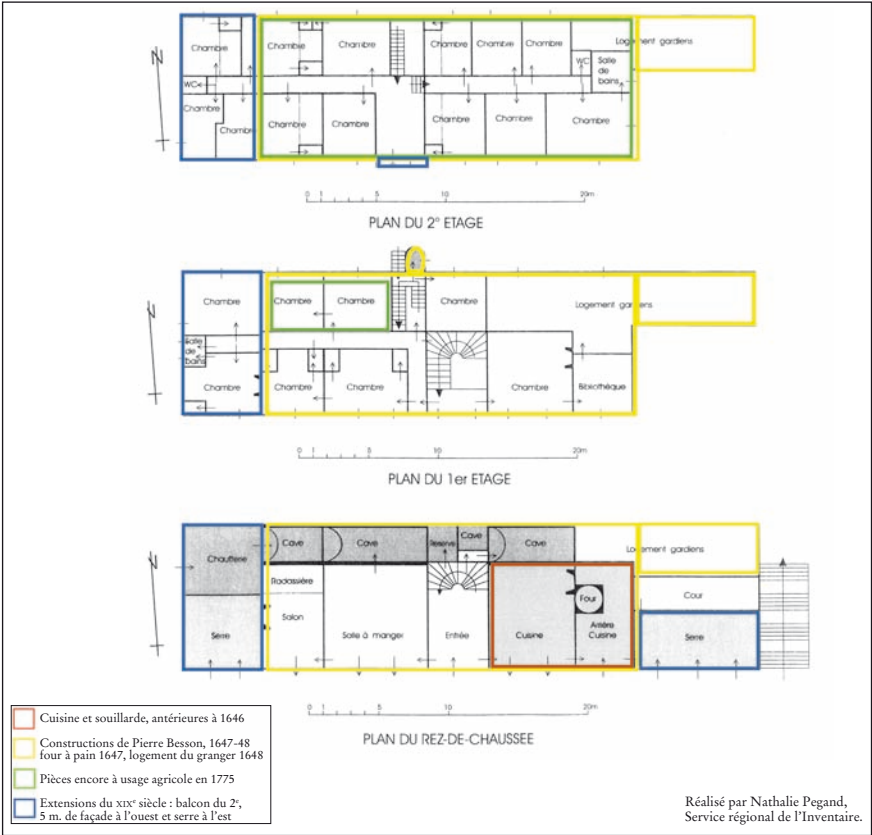 Chambre
Chambre
Chambre
Chambre
Chambre
Chambre
Logement gardiens
WC
Salle
de
bains
WC
Chambre
Chambre
Chambre
Chambre
Chambre
Chambre
Chambre
N
0 1 5 10 20m
PLAN DU 2° ETAGE
Chambre
Chambre
Chambre
Chambre
Logement gardiens
Salle
de
bains
Chambre
Chambre
Chambre
Chambre
Bibliothèque
N
0 1 5 10 20m
PLAN DU 1er ETAGE
Chaufferie
Cave
Cave
Réserve
Cave
Cave
Logement gardiens
Radassière
Salon
Serre
Salle à manger
Entrée
Cuisine
Four
Arrière
Cuisine
Cour
Serre
N
0 1 5 10 20m
PLAN DU REZ-DE-CHAUSSEE
Cuisine et souillarde, antérieures à 1646
Constructions de Pierre Besson, 1647-48
four à pain 1647, logement du granger 1648
Pièces encore à usage agricole en 1775
Extensions du XIXe siècle : balcon du 2e,
5 m. de façade à l'ouest et serre à l'est
Réalisé par Nathalie Pegand,
Service régional de l'Inventaire.